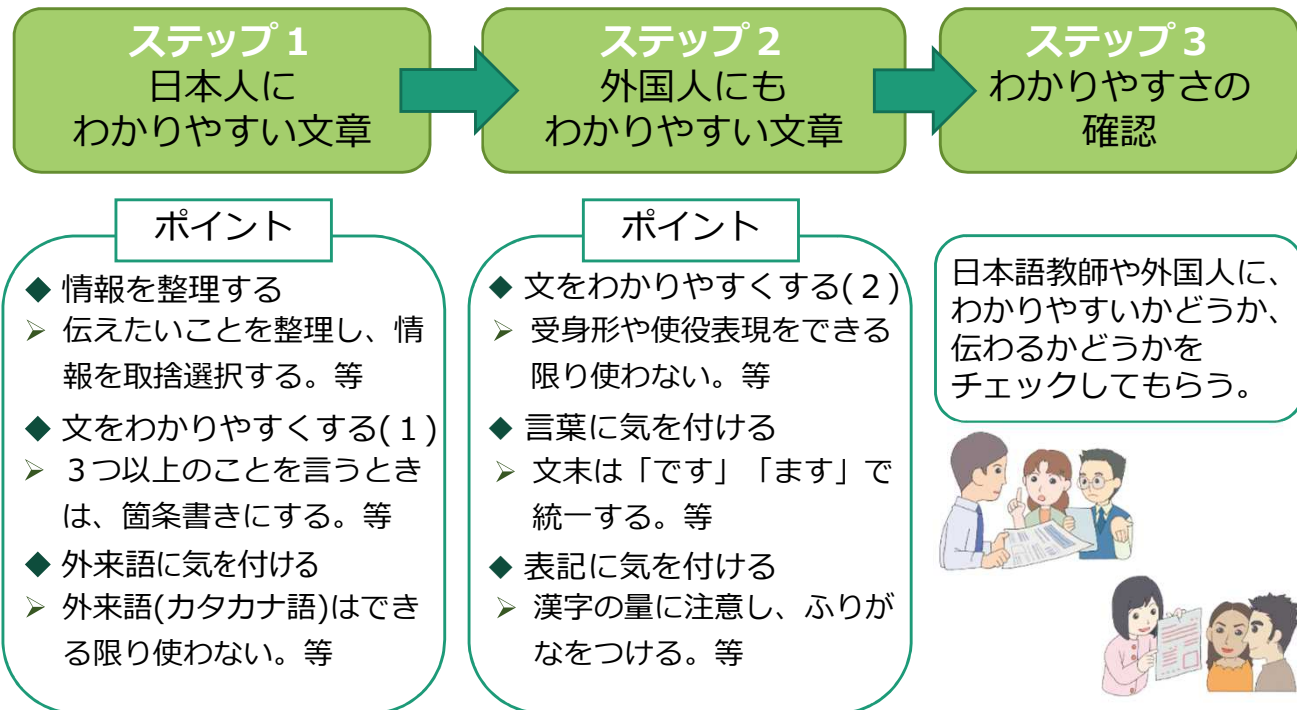 ステップ1
日本人に
わかりやすい文章
ステップ2
外国人にも
わかりやすい文章
ステップ3
わかりやすさの
確認
ポイント
◆ 情報を整理する
➢ 伝えたいことを整理し、情
報を取捨選択する。等
◆ 文をわかりやすくする(1)
➢ 3つ以上のことを言うとき
は、箇条書きにする。等
◆ 外来語に気を付ける
➢ 外来語(カタカナ語)はでき
る限り使わない。等
ポイント
◆ 文をわかりやすくする(2)
➢ 受身形や使役表現をできる
限り使わない。等
◆ 言葉に気を付ける
➢ 文末は「です」「ます」で
統一する。等
◆ 表記に気を付ける
➢ 漢字の量に注意し、ふりが
なをつける。等
日本語教師や外国人に、
わかりやすいかどうか、
伝わるかどうかを
チェックしてもらう。